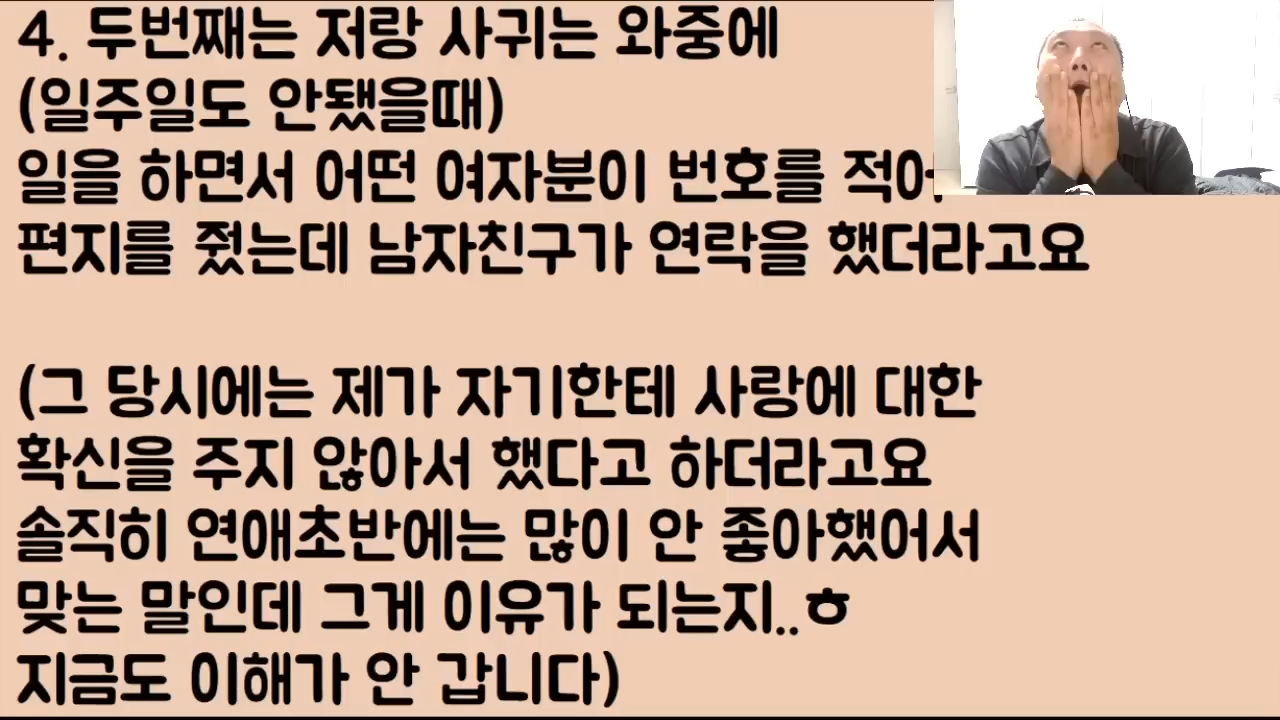 4. 두번째는 저랑 사귀는 와중에
(일주일도 안됐을때)
일을 하면서 어떤 여자분이 번호를
편지를 줬는데 남자친구가 연락을 했더라고요
(그 당시에는 제가 자기한테 사랑에 대한
확신을 주지 않아서 했다고 하더라고요
솔직히 연애초반에는 많이 안 좋아했어서
맞는 말인데 그게 이유가 되는지..ㅎ
지금도 이해가 안 갑니다)